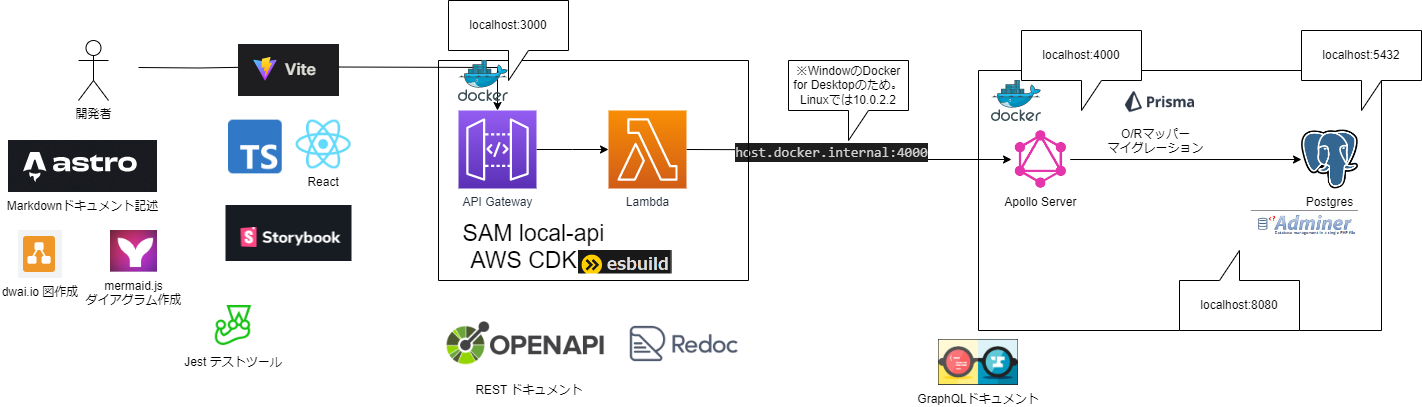 開発者
astro
Markdownドキュメント記述
dwai.io 図作成
mermaid.js
ダイアグラム作成
Vite
TS
React
Storybook
Jest テストツール
localhost:3000
docker
</>
API Gateway
Lambda
SAM local-api
AWS CDK
esbuild
OPENAPI
Redoc
REST ドキュメント
※WindowのDocker
for Desktopのため。
Linuxでは10.0.2.2
host.docker.internal:4000
localhost:4000
docker
Apollo Server
Prisma
O/Rマッパー
マイグレーション
localhost:5432
Postgres
Adminer
Database management in a single PHP file
localhost:8080
GraphQLドキュメント